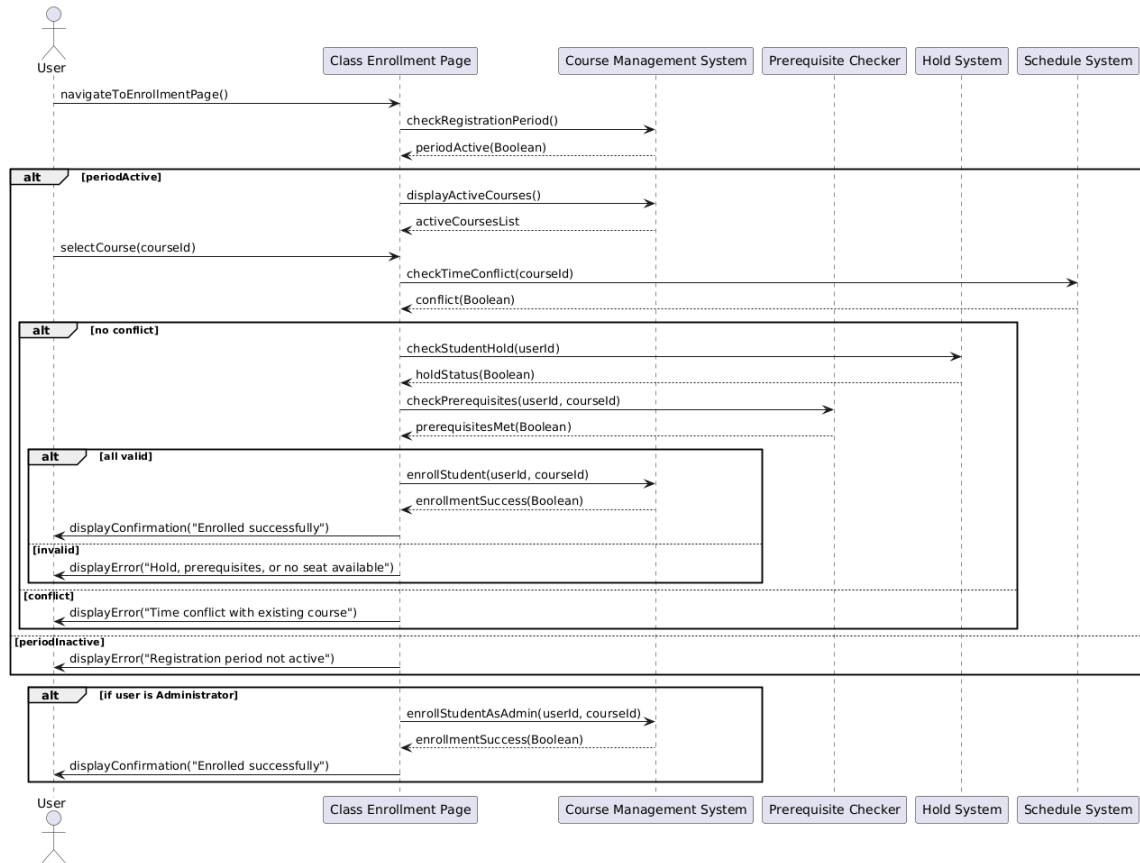 User
Class Enrollment Page
Course Management System
Prerequisite Checker
Hold System
Schedule System
navigateToEnrollmentPage()
checkRegistrationPeriod()
periodActive(Boolean)
alt [periodActive]
displayActiveCourses()
activeCoursesList
selectCourse(courseId)
checkTimeConflict(courseId)
conflict(Boolean)
alt [no conflict]
checkStudentHold(userId)
holdStatus(Boolean)
checkPrerequisites(userId, courseId)
prerequisitesMet(Boolean)
alt [all valid]
enrollStudent(userId, courseId)
enrollmentSuccess(Boolean)
displayConfirmation("Enrolled successfully")
[invalid]
displayError("Hold, prerequisites, or no seat available")
[conflict]
displayError("Time conflict with existing course")
[periodInactive]
displayError("Registration period not active")
alt [if user is Administrator]
enrollStudentAsAdmin(userId, courseId)
enrollmentSuccess(Boolean)
displayConfirmation("Enrolled successfully")
User
Class Enrollment Page
Course Management System
Prerequisite Checker
Hold System
Schedule System